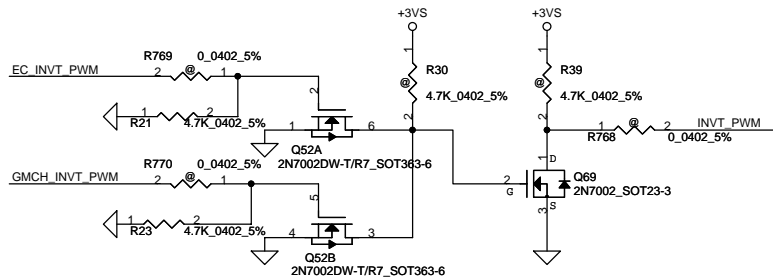 +3VS
+3VS
R769
0_0402_5%
EC_INVT_PWM
2
@
1
1
@
R30
4.7K_0402_5%
2
1
@
R39
4.7K_0402_5%
2
1
2
R21
4.7K_0402_5%
2
1
6
Q52A
2N7002DW-T/R7_SOT363-6
@
1
2
INVT_PWM
R768
0_0402_5%
1
D
2
G
Q69
2N7002_SOT23-3
S
3
R770
0_0402_5%
GMCH_INVT_PWM
2
@
1
1
2
R23
4.7K_0402_5%
5
4
3
Q52B
2N7002DW-T/R7_SOT363-6